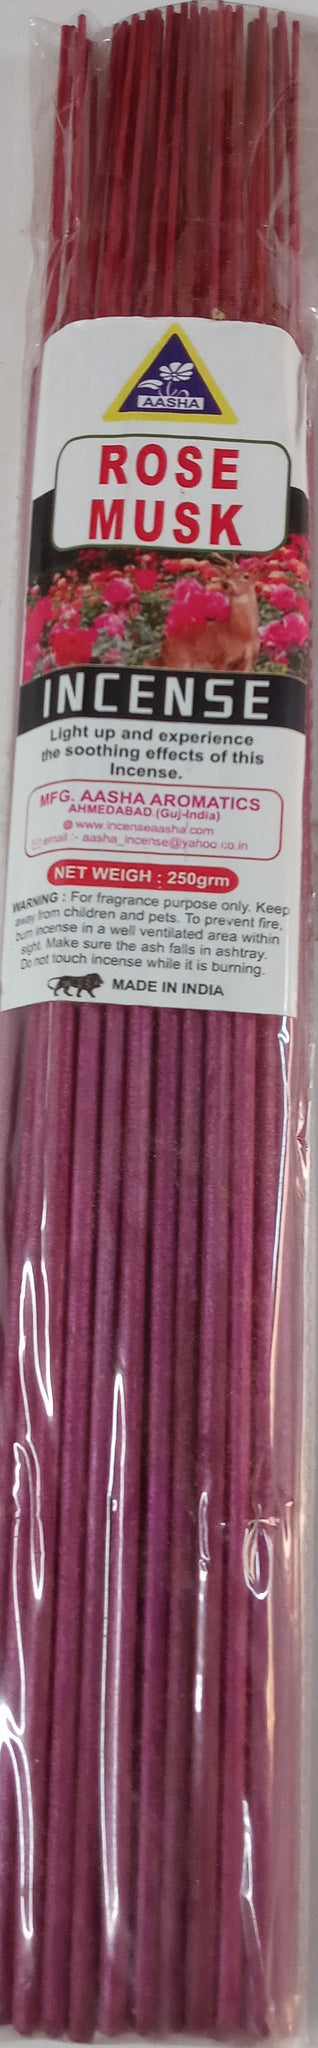 AASHA
ROSE
MUSK
INCENSE
Light up and experience
the soothing effects of this
Incense.
MFG. AASHA AROMATICS
AHMEDABAD.(Guj-India)
www.incenseaasha.com
email :- aasha_incense@yahoo.co.in
NET WEIGH : 250grm
WARNING : For fragrance purpose only. Keep
away from children and pets. To prevent fire,
burn incense in a well ventilated area within
sight. Make sure the ash falls in ashtray.
Do not touch incense while it is burning.
MADE IN INDIA